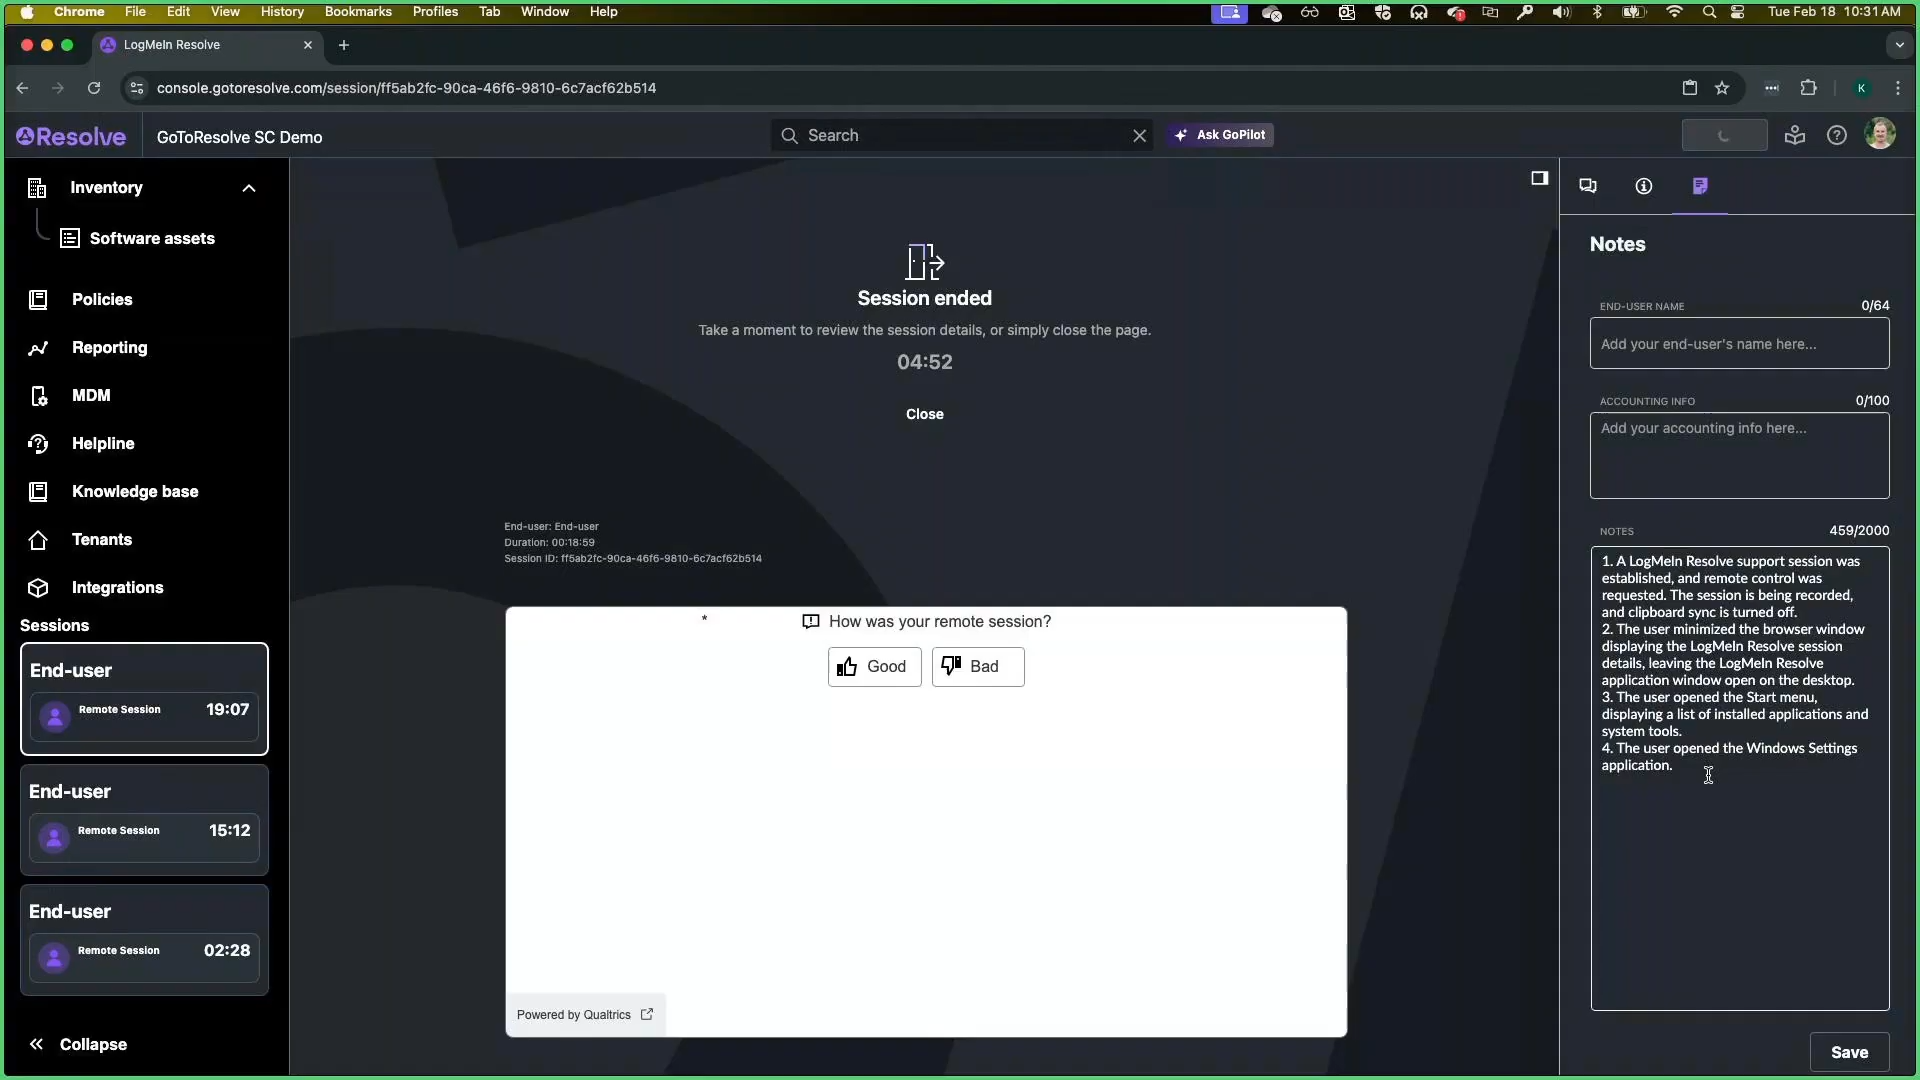 Chrome File Edit View History Bookmarks Profiles Tab Window Help Tue Feb 18 10:31 AM
LogMeIn Resolve
console.gotoresolve.com/session/ff5ab2fc-90ca-46f6-9810-6c7acf62b514
K
Resolve
GoToResolve SC Demo
Search
Ask GoPilot
Inventory
Software assets
Policies
Reporting
MDM
Helpline
Knowledge base
Tenants
Integrations
Sessions
End-user
Remote Session 19:07
End-user
Remote Session 15:12
End-user
Remote Session 02:28
Collapse
Session ended
Take a moment to review the session details, or simply close the page.
04:52
Close
End-user: End-user
Duration: 00:18:59
Session ID: ff5ab2fc-90ca-46f6-9810-6c7acf62b514
* How was your remote session?
Good Bad
Powered by Qualtrics
Notes
END-USER NAME 0/64
Add your end-user's name here...
ACCOUNTING INFO 0/100
Add your accounting info here...
NOTES 459/2000
1. A LogMeIn Resolve support session was
established, and remote control was
requested. The session is being recorded,
and clipboard sync is turned off.
2. The user minimized the browser window
displaying the LogMeIn Resolve session
details, leaving the LogMeIn Resolve
application window open on the desktop.
3. The user opened the Start menu,
displaying a list of installed applications and
system tools.
4. The user opened the Windows Settings
application.
Save